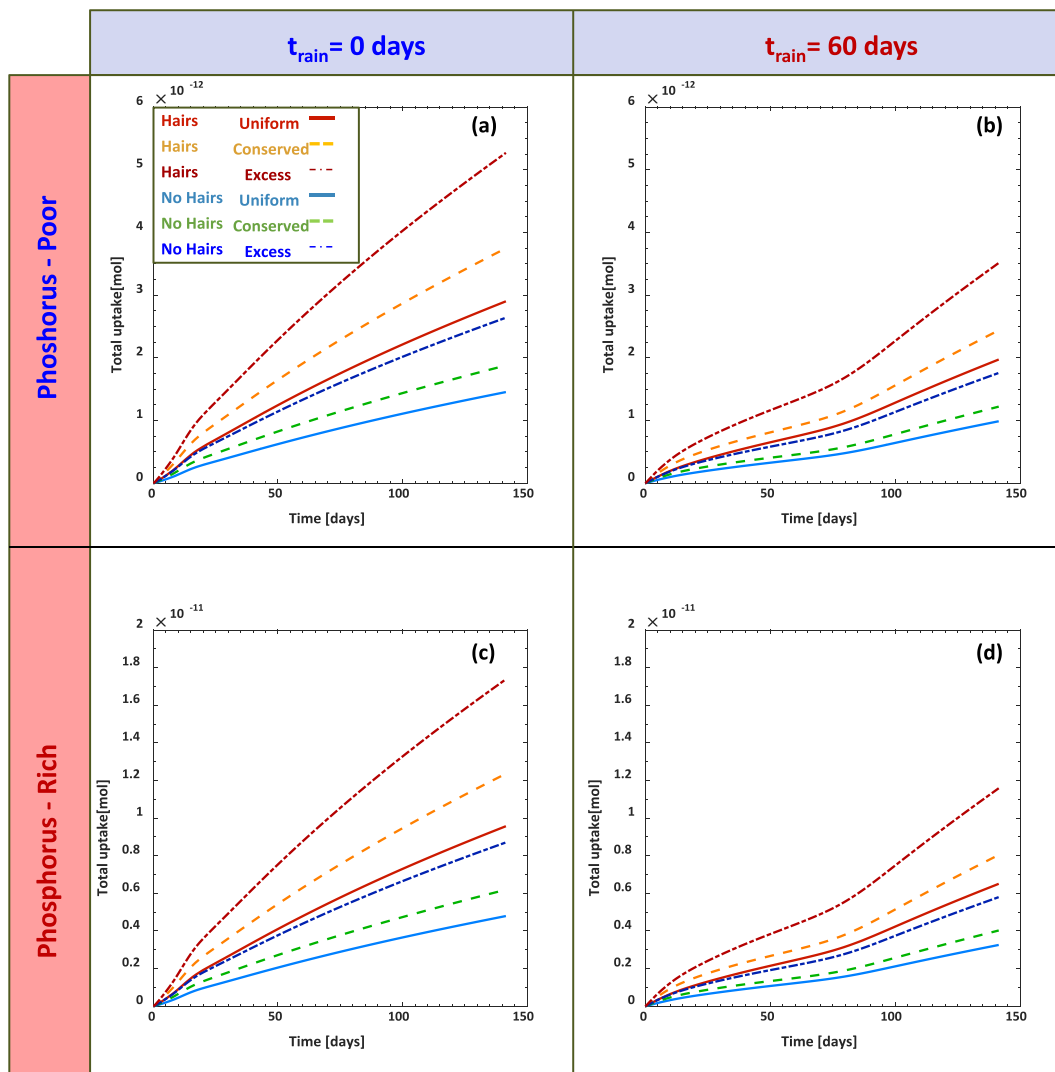 t_rain= 0 days
t_rain= 60 days
Phoshorus - Poor
× 10 -12
6
5
4
3
2
1
0
0
50
100
150
Total uptake[mol]
Time [days]
(a)
Hairs Uniform
Hairs Conserved
Hairs Excess
No Hairs Uniform
No Hairs Conserved
No Hairs Excess
× 10 -12
6
5
4
3
2
1
0
0
50
100
150
Total uptake[mol]
Time [days]
(b)
Phosphorus - Rich
× 10 -11
2
1.8
1.6
1.4
1.2
1
0.8
0.6
0.4
0.2
0
0
50
100
150
Total uptake[mol]
Time [days]
(c)
× 10 -11
2
1.8
1.6
1.4
1.2
1
0.8
0.6
0.4
0.2
0
0
50
100
150
Total uptake[mol]
Time [days]
(d)